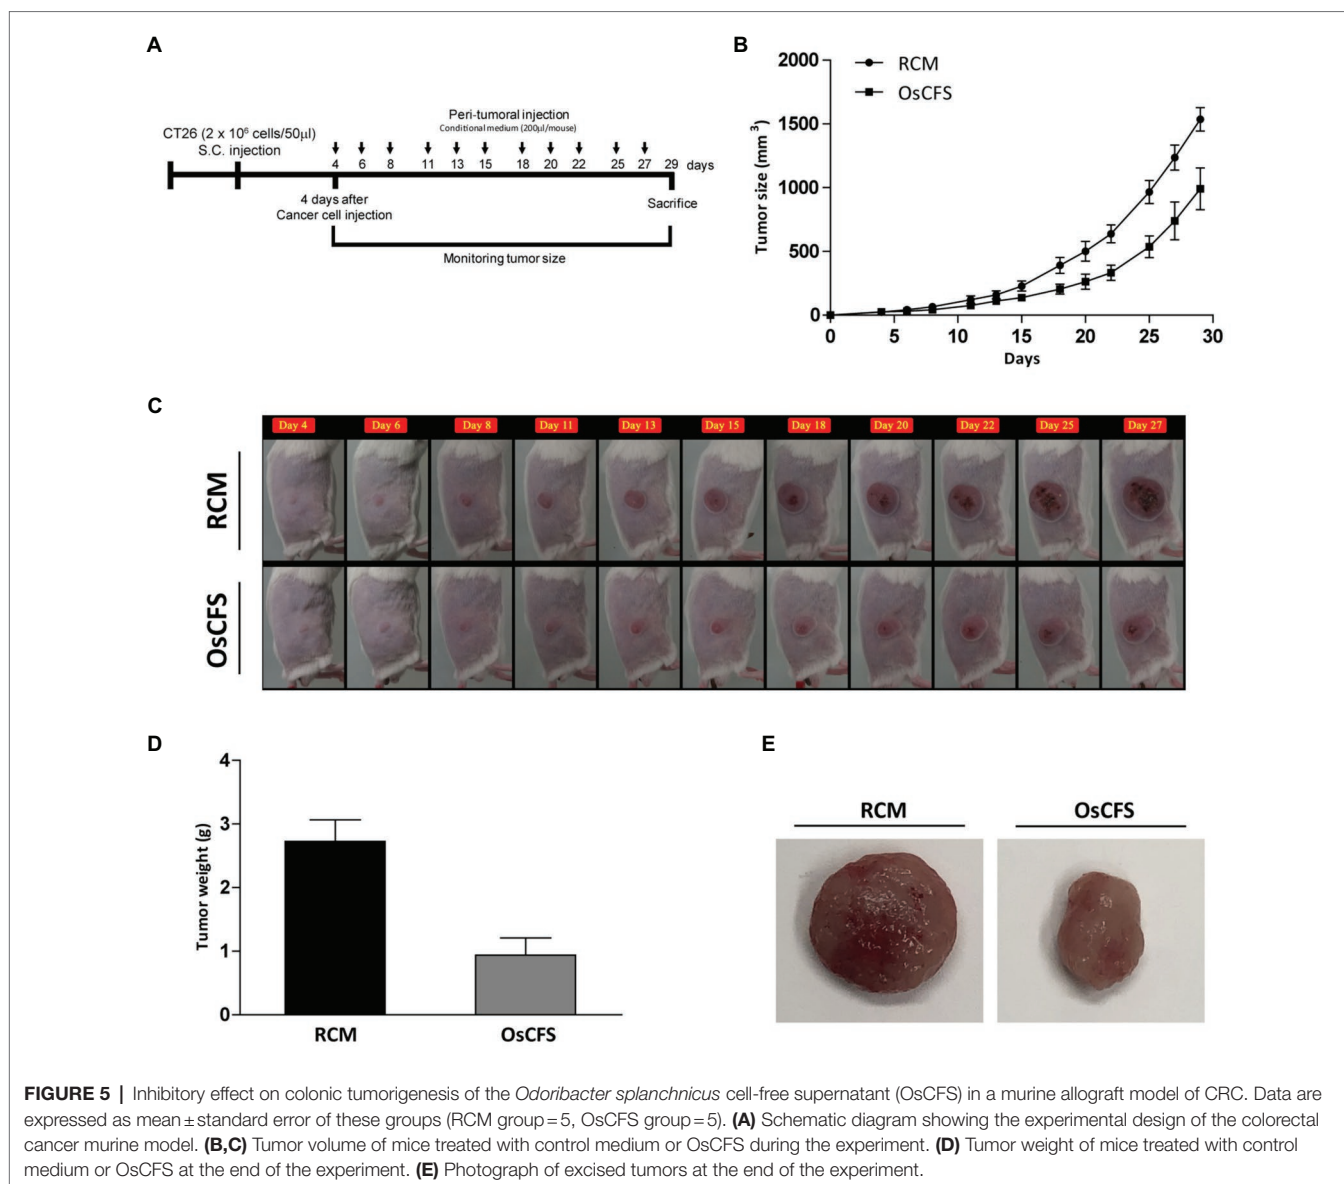 A
CT26 (2 x 10⁶ cells/50μl)
S.C. injection
Peri-tumoral injection
Conditional medium (200μl/mouse)
4 6 8 11 13 15 18 20 22 25 27 29 days
4 days after
Cancer cell injection
Sacrifice
Monitoring tumor size
B
RCM
OsCFS
Tumor size (mm³)
2000
1500
1000
500
0
0 5 10 15 20 25 30
Days
C
Day 4 Day 6 Day 8 Day 11 Day 13 Day 15 Day 18 Day 20 Day 22 Day 25 Day 27
RCM
OsCFS
D
Tumor weight (g)
4
3
2
1
0
RCM OsCFS
E
RCM OsCFS
FIGURE 5 | Inhibitory effect on colonic tumorigenesis of the Odoribacter splanchnicus cell-free supernatant (OsCFS) in a murine allograft model of CRC. Data are
expressed as mean ± standard error of these groups (RCM group = 5, OsCFS group = 5). (A) Schematic diagram showing the experimental design of the colorectal
cancer murine model. (B,C) Tumor volume of mice treated with control medium or OsCFS during the experiment. (D) Tumor weight of mice treated with control
medium or OsCFS at the end of the experiment. (E) Photograph of excised tumors at the end of the experiment.